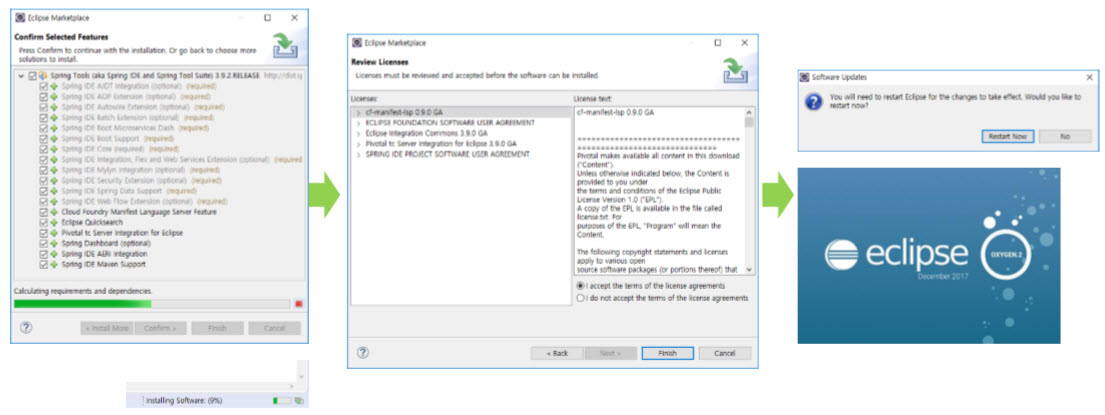 Eclipse Marketplace
Confirm Selected Features
Press Confirm to continue with the installation. Or go back to choose more
solutions to install.
Spring Tools (aka Spring IDE and Spring Tool Suite) 3.9.2.RELEASE http://dist.s
Spring IDE AJDT Integration (optional) (required)
Spring IDE AOP Extension (optional) (required)
Spring IDE Autowire Extension (optional) (required)
Spring IDE Batch Extension (optional) (required)
Spring IDE Boot Microservices Dash (required)
Spring IDE Boot Support (required)
Spring IDE Core (required) (required)
Spring IDE Integration, Flex and Web Services Extension (optional) (required
Spring IDE Mylyn Integration (optional) (required)
Spring IDE Security Extension (optional) (required)
Spring IDE Spring Data Support (required)
Spring IDE Web Flow Extension (optional) (required)
Cloud Foundry Manifest Language Server Feature
Eclipse Quicksearch
Pivotal tc Server Integration for Eclipse
Spring Dashboard (optional)
Spring IDE AERI Integration
Spring IDE Maven Support
Calculating requirements and dependencies.
< Install More
Confirm >
Finish
Cancel
Installing Software: (9%)
Eclipse Marketplace
Review Licenses
Licenses must be reviewed and accepted before the software can be installed.
Licenses:
cf-manifest-lsp 0.9.0 GA
ECLIPSE FOUNDATION SOFTWARE USER AGREEMENT
Eclipse Integration Commons 3.9.0 GA
Pivotal tc Server Integration for Eclipse 3.9.0 GA
SPRING IDE PROJECT SOFTWARE USER AGREEMENT
License text:
cf-manifest-lsp 0.9.0 GA
==================================
==============================
Pivotal makes available all content in this download
("Content").
Unless otherwise indicated below, the Content is
provided to you under
the terms and conditions of the Eclipse Public
License Version 1.0 ("EPL").
A copy of the EPL is available in the file called
license.txt. For
purposes of the EPL, "Program" will mean the
Content.
The following copyright statements and licenses
apply to various open
source software packages (or portions thereof) that
I accept the terms of the license agreements
I do not accept the terms of the license agreements
< Back
Next >
Finish
Cancel
Software Updates
You will need to restart Eclipse for the changes to take effect. Would you like to
restart now?
Restart Now
No
eclipse
OXYGEN.2
December 2017